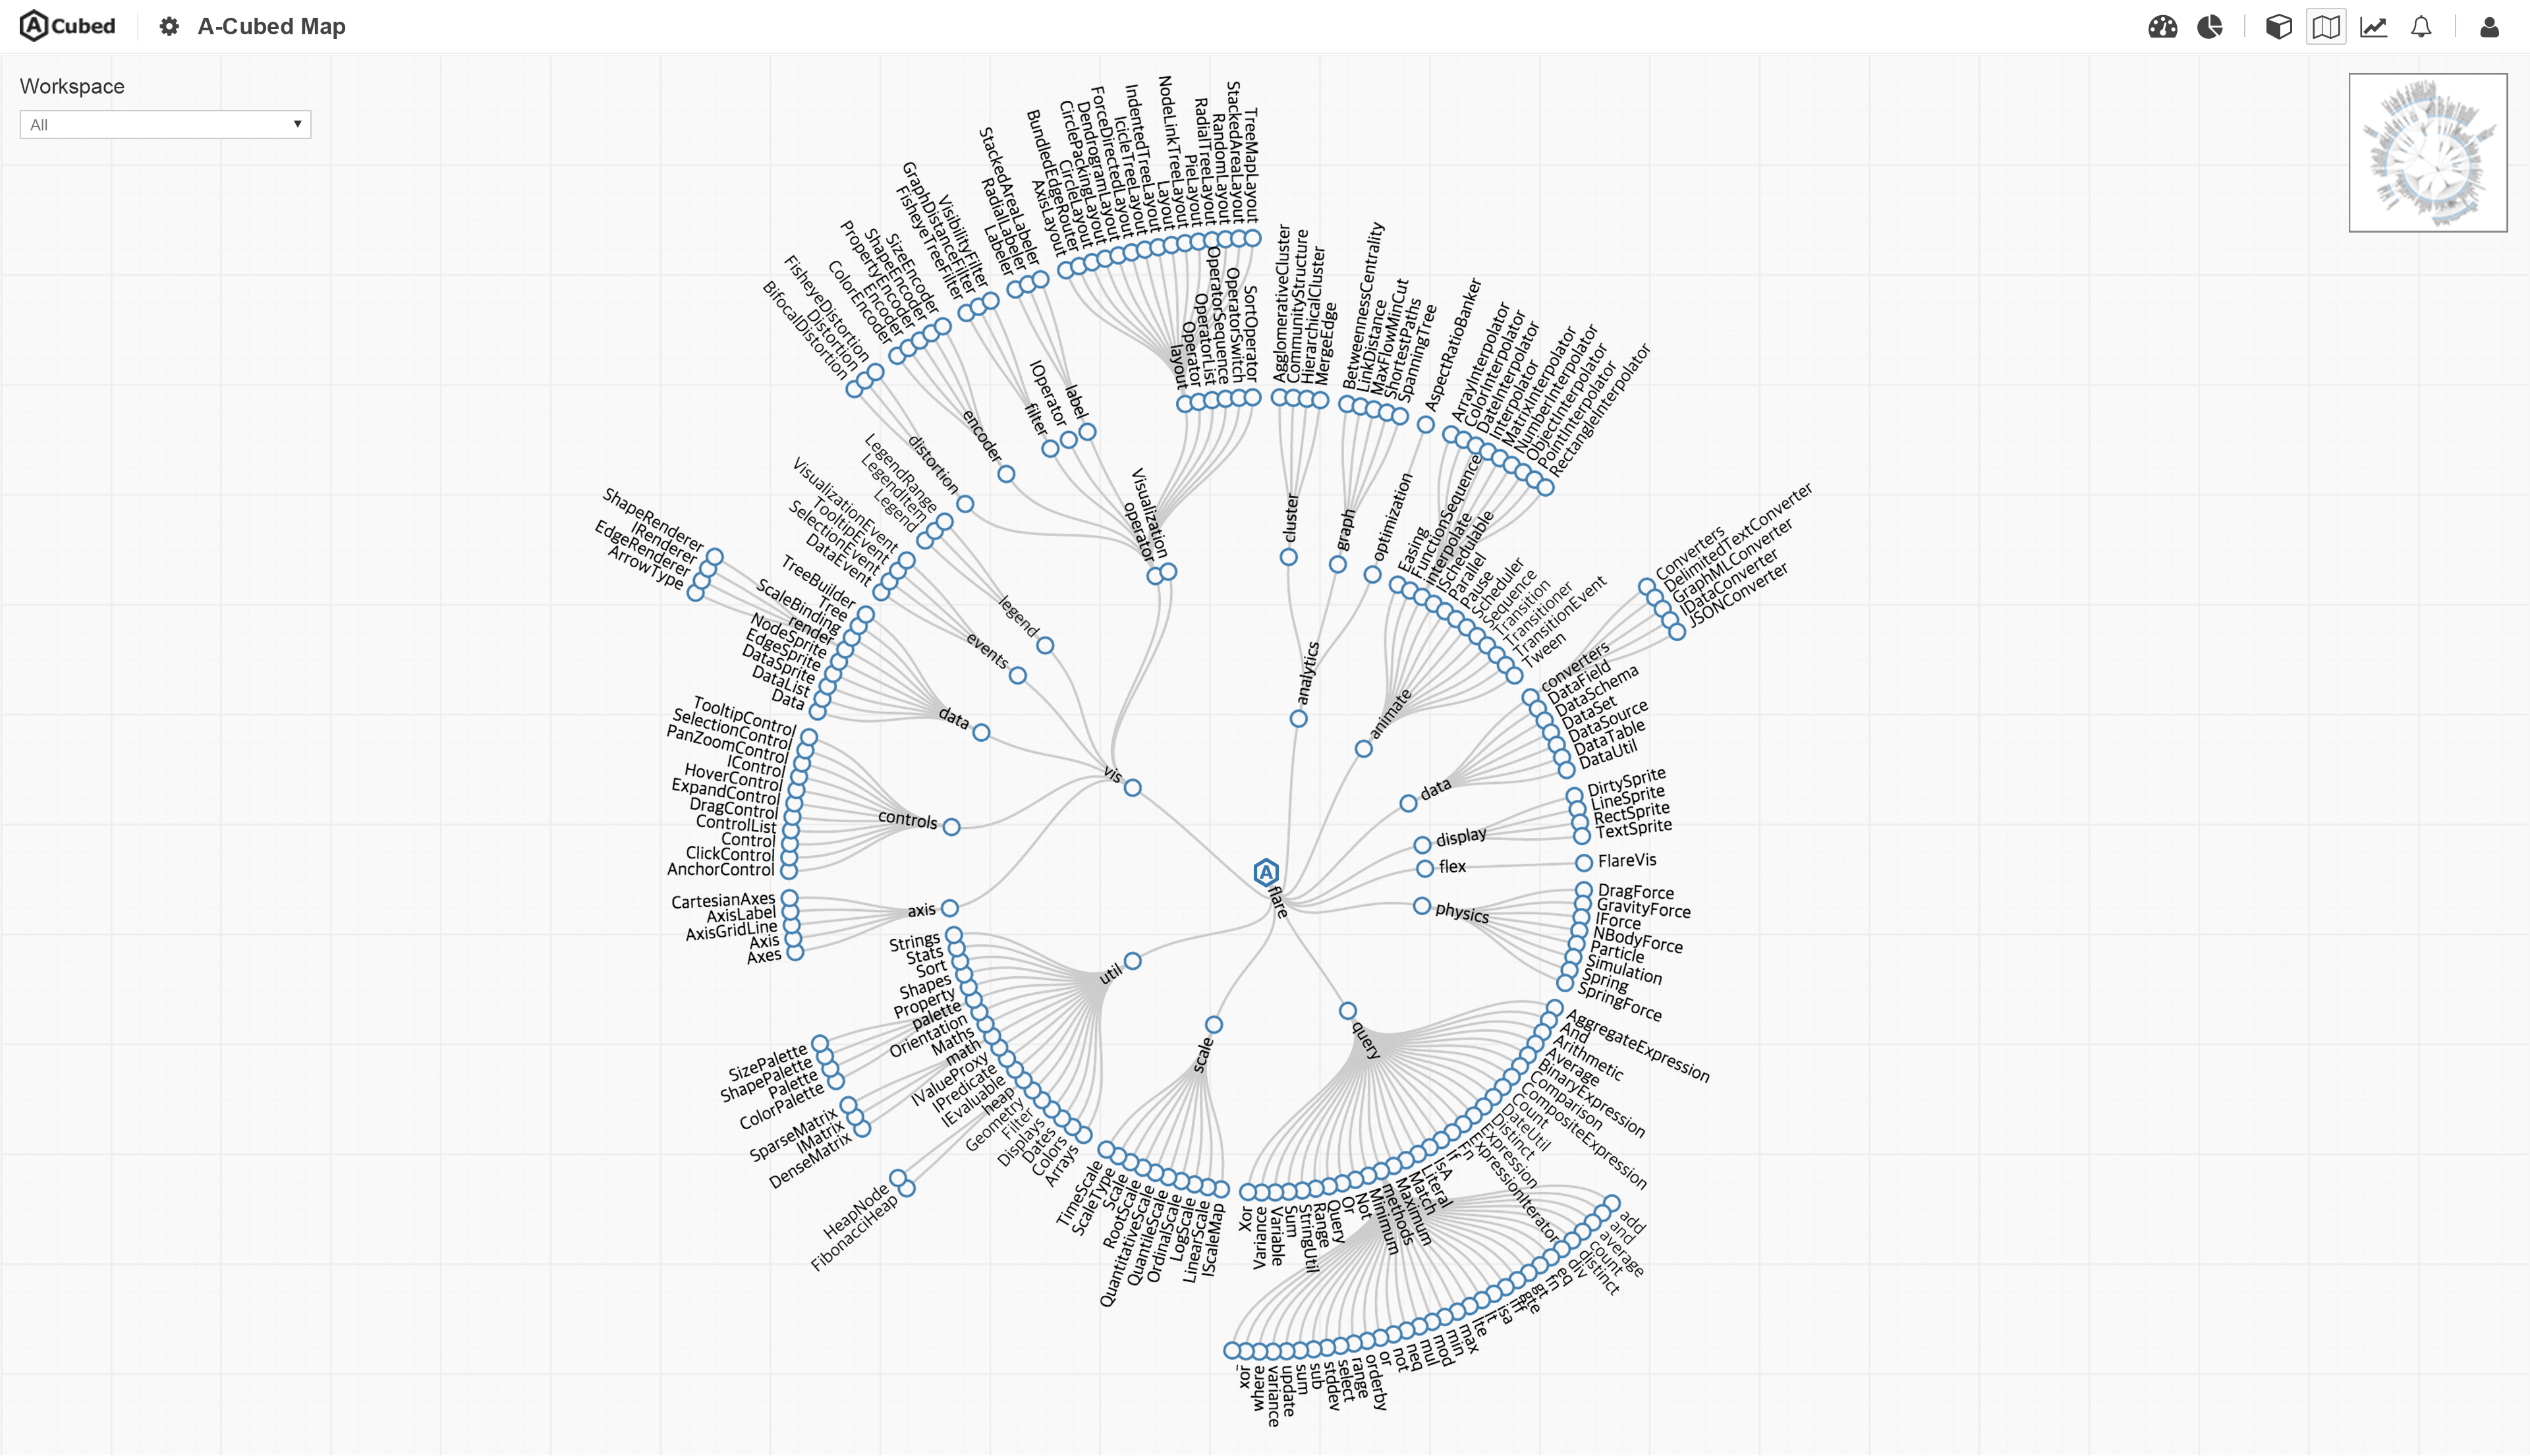 A Cubed
A-Cubed Map
Workspace
All
A
flare
analytics
cluster
AgglomerativeCluster
CommunityStructure
HierarchicalCluster
MergeEdge
graph
BetweennessCentrality
LinkDistance
MaxFlowMinCut
ShortestPaths
SpanningTree
optimization
AspectRatioBanker
animate
Easing
FunctionSequence
interpolate
ArrayInterpolator
ColorInterpolator
DateInterpolator
Interpolator
MatrixInterpolator
NumberInterpolator
ObjectInterpolator
PointInterpolator
RectangleInterpolator
ISchedulable
Parallel
Pause
Scheduler
Sequence
Transition
Transitioner
TransitionEvent
Tween
data
converters
Converters
DelimitedTextConverter
GraphMLConverter
IDataConverter
JSONConverter
DataField
DataSchema
DataSet
DataSource
DataTable
DataUtil
display
DirtySprite
LineSprite
RectSprite
TextSprite
flex
FlareVis
physics
DragForce
GravityForce
IForce
NBodyForce
Particle
Simulation
Spring
SpringForce
query
AggregateExpression
And
Arithmetic
Average
BinaryExpression
Comparison
CompositeExpression
Count
DateUtil
Distinct
Expression
ExpressionIterator
Fn
If
IsA
Literal
Match
Maximum
methods
add
and
average
count
distinct
div
eq
fn
gt
gte
iff
isa
lt
lte
max
min
mod
mul
neq
not
or
orderby
range
select
stddev
sub
sum
update
variance
where
xor
Minimum
Not
Or
Query
Range
StringUtil
Sum
Variable
Variance
Xor
scale
IScaleMap
LinearScale
LogScale
OrdinalScale
QuantileScale
QuantitativeScale
RootScale
Scale
ScaleType
TimeScale
util
Arrays
Colors
Dates
Displays
Filter
Geometry
heap
FibonacciHeap
HeapNode
IEvaluable
IPredicate
IValueProxy
math
DenseMatrix
IMatrix
SparseMatrix
Maths
Orientation
palette
ColorPalette
Palette
ShapePalette
SizePalette
Property
Shapes
Sort
Stats
Strings
vis
axis
Axes
Axis
AxisGridLine
AxisLabel
CartesianAxes
controls
AnchorControl
ClickControl
Control
ControlList
DragControl
ExpandControl
HoverControl
IControl
PanZoomControl
SelectionControl
TooltipControl
data
Data
DataList
DataSprite
EdgeSprite
NodeSprite
render
ArrowType
EdgeRenderer
IRenderer
ShapeRenderer
ScaleBinding
Tree
TreeBuilder
events
DataEvent
SelectionEvent
TooltipEvent
VisualizationEvent
legend
Legend
LegendItem
LegendRange
operator
distortion
BifocalDistortion
Distortion
FisheyeDistortion
encoder
ColorEncoder
Encoder
PropertyEncoder
ShapeEncoder
SizeEncoder
filter
FisheyeTreeFilter
GraphDistanceFilter
VisibilityFilter
IOperator
label
Labeler
RadialLabeler
StackedAreaLabeler
layout
AxisLayout
BundledEdgeRouter
CircleLayout
CirclePackingLayout
DendrogramLayout
ForceDirectedLayout
IcicleTreeLayout
IndentedTreeLayout
Layout
NodeLinkTreeLayout
PieLayout
RadialTreeLayout
RandomLayout
StackedAreaLayout
TreeMapLayout
Operator
OperatorList
OperatorSequence
OperatorSwitch
SortOperator
Visualization